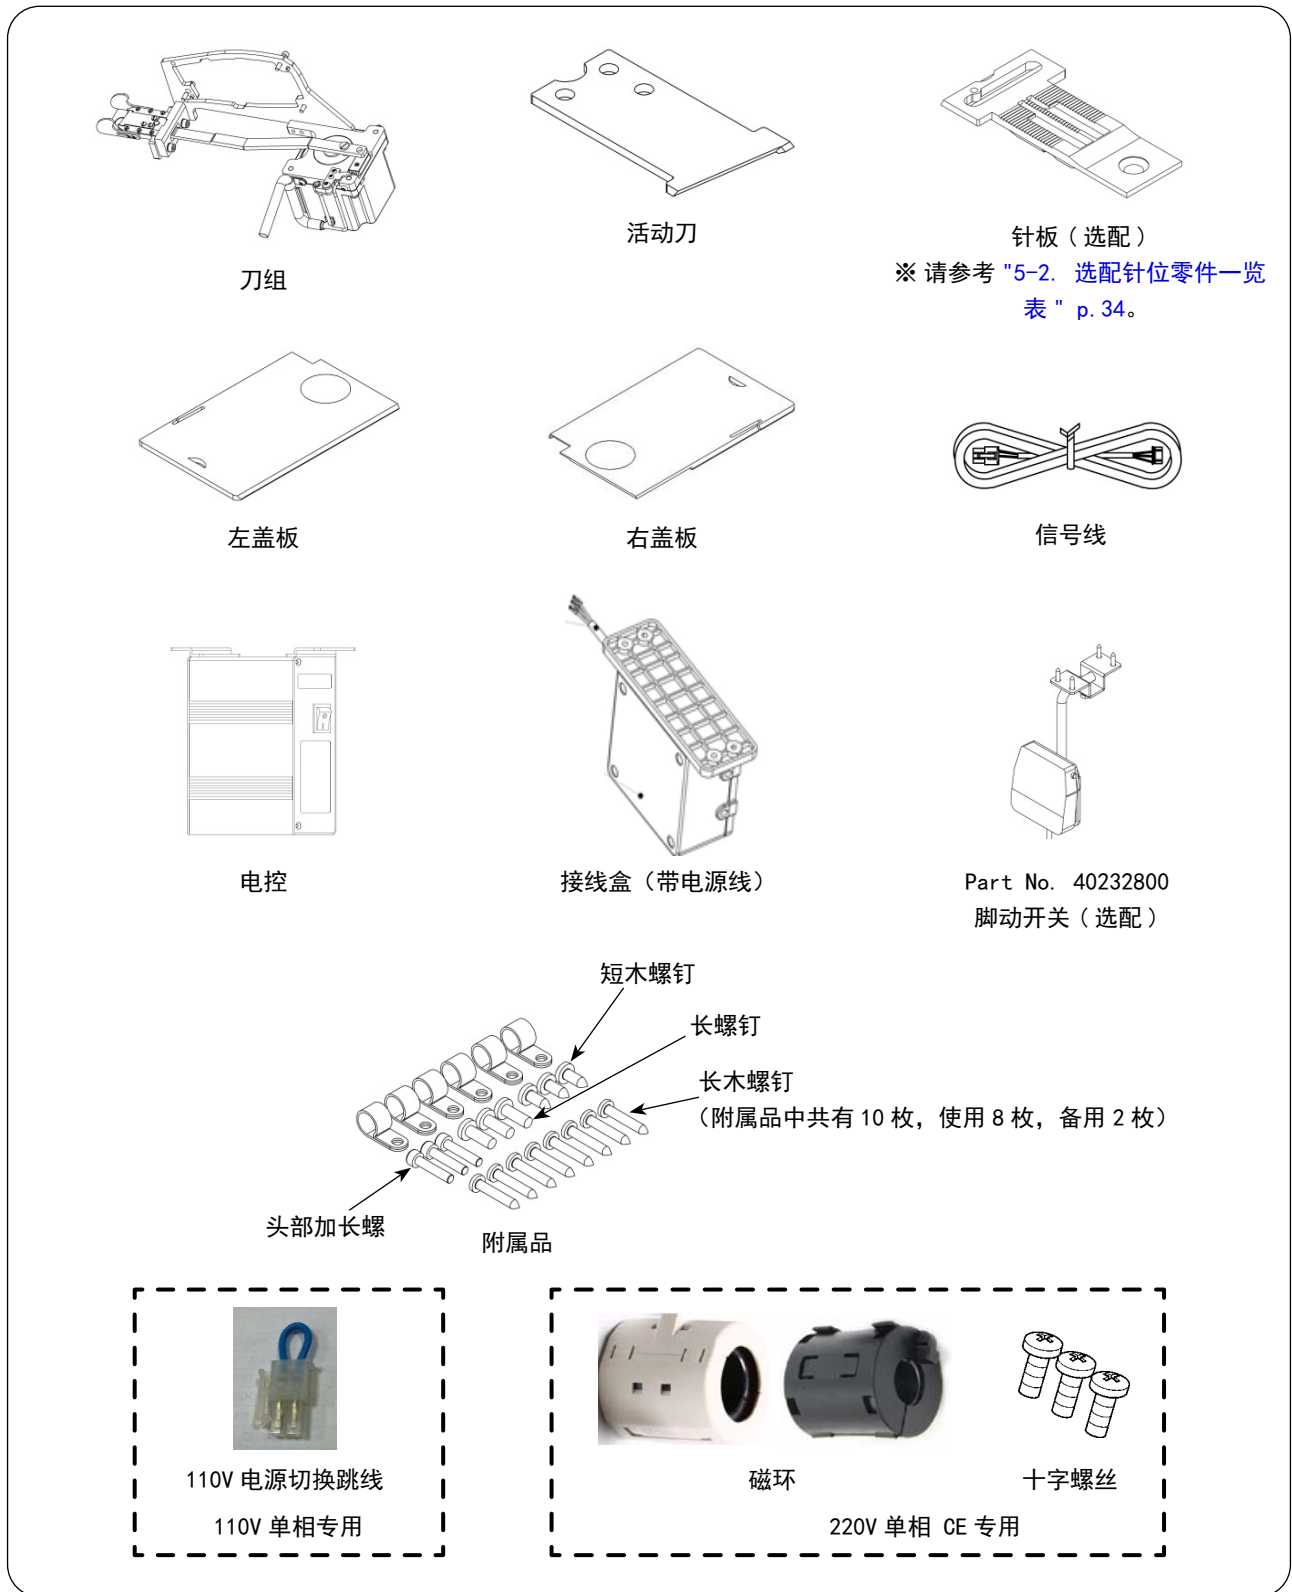 刀组
活动刀
针板（选配）
※ 请参考 "5-2. 选配针位零件一览
表 " p.34。
左盖板
右盖板
信号线
电控
接线盒（带电源线）
Part No. 40232800
脚动开关（选配）
短木螺钉
长螺钉
长木螺钉
（附属品中共有 10 枚，使用 8 枚，备用 2 枚）
头部加长螺
附属品
110V 电源切换跳线
110V 单相专用
磁环
十字螺丝
220V 单相 CE 专用